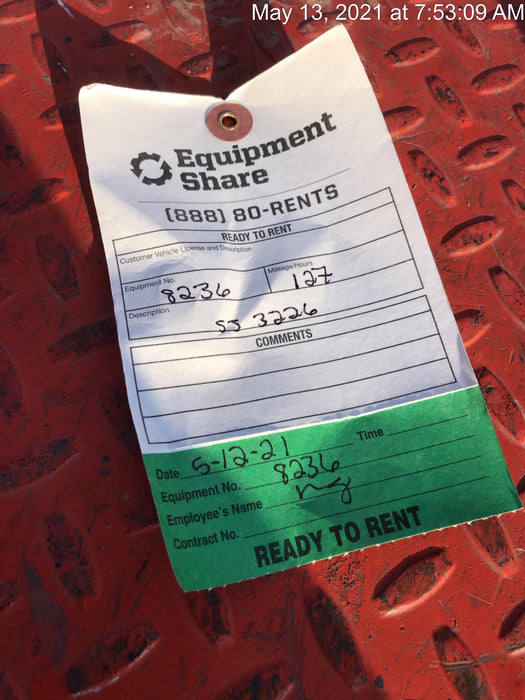 May 13, 2021 at 7:53:09 AM
Equipment
Share
(888) 80-RENTS
READY TO RENT
Customer Vehicle License and Description
Equipment No. 8236 Mileage/Hours 127
Description SS 3226
COMMENTS
Date 5-12-21 Time
Equipment No. 8236
Employee's Name
Contract No.
READY TO RENT